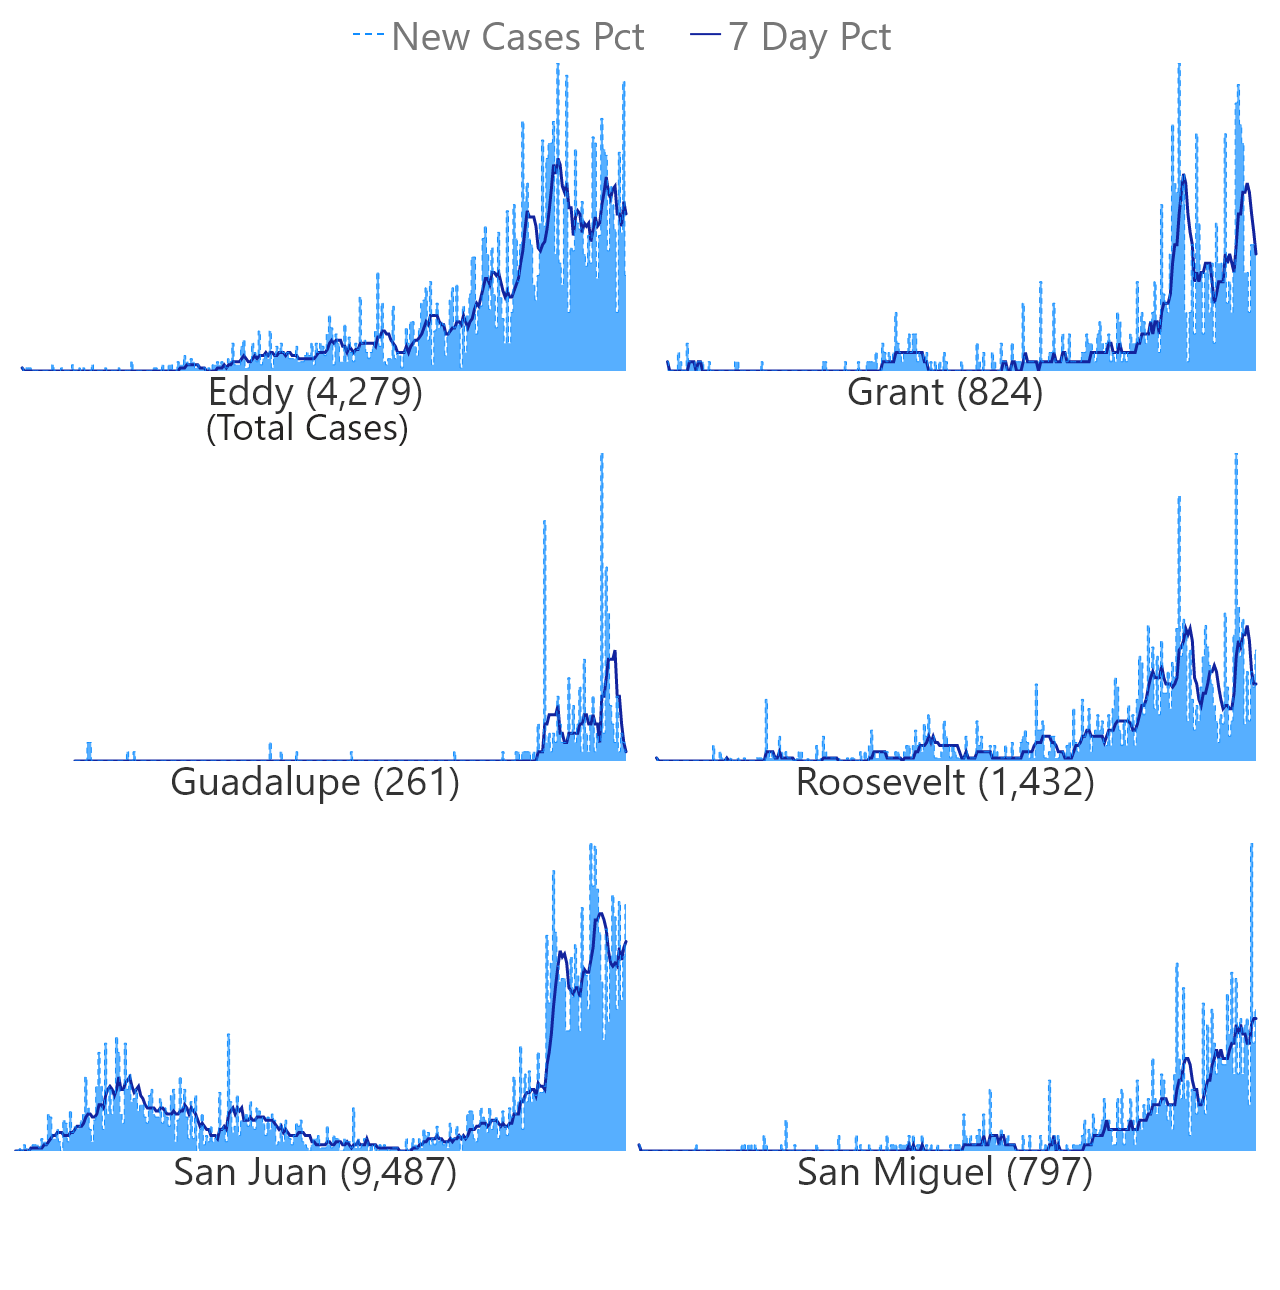 New Cases Pct 7 Day Pct
Eddy (4,279) Grant (824)
(Total Cases)
Guadalupe (261) Roosevelt (1,432)
San Juan (9,487) San Miguel (797)